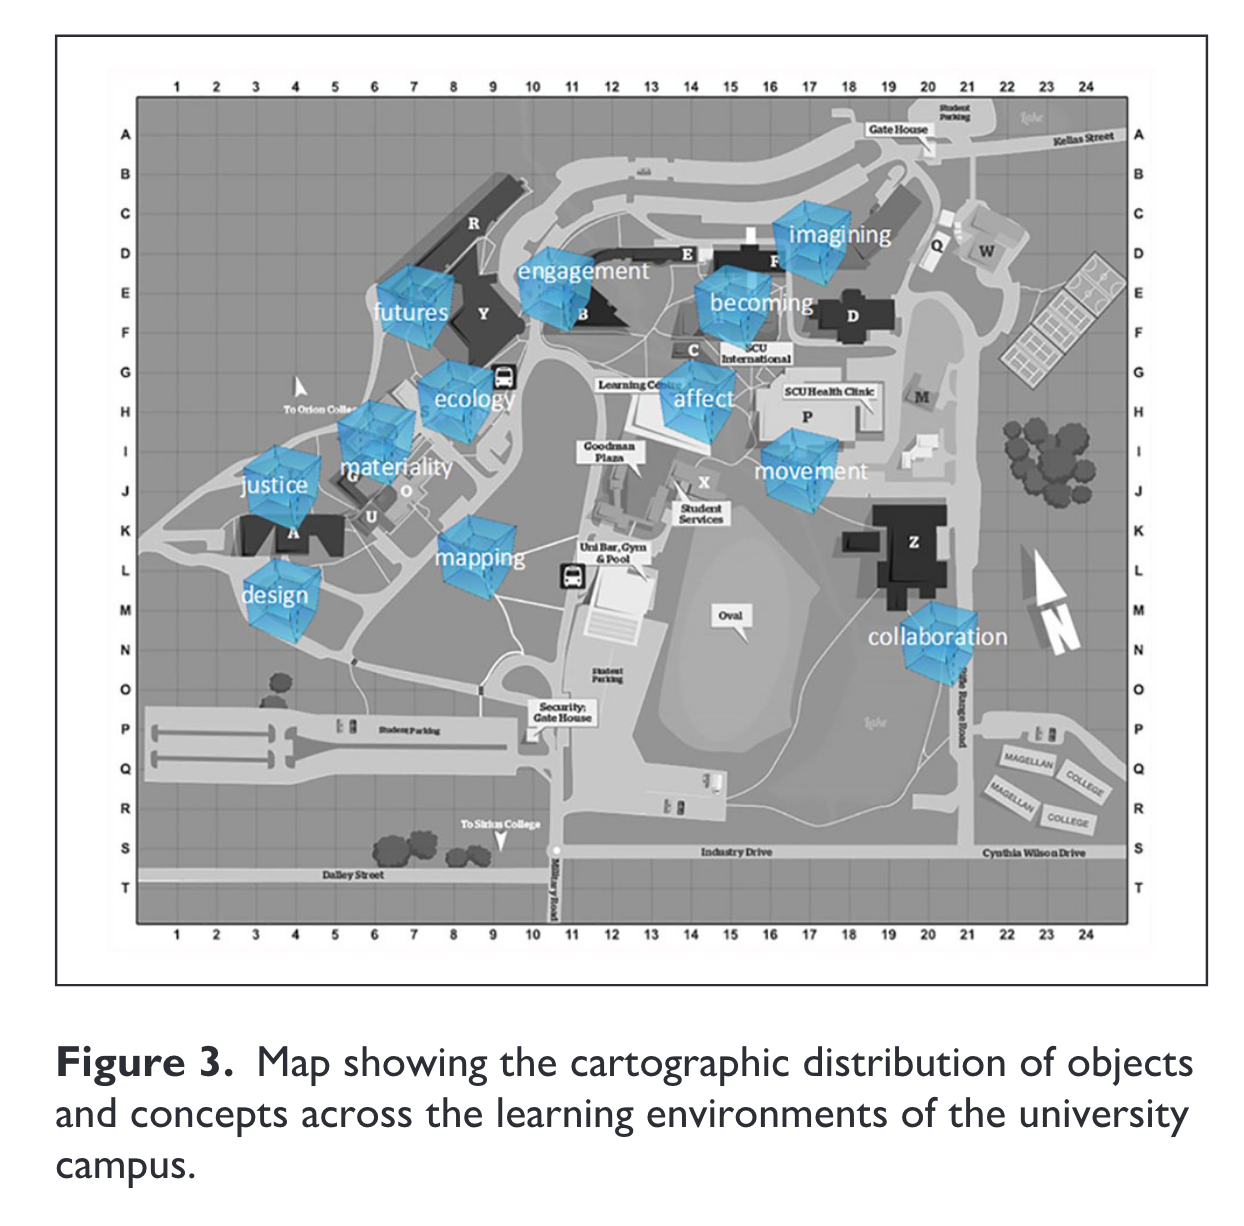 1 2 3 4 5 6 7 8 9 10 11 12 13 14 15 16 17 18 19 20 21 22 23 24
Student
Parking
Lake
Gate House
Kellas Street
A A
B B
C C
R
imagining
Q
W
D D
E
F
engagement
E E
futures
Y
B
becoming
D
F F
C
SCU
International
G G
Learning
To Orion
H H
ecology
affect
SCU Health Clinic
M
P
S
I I
Goodman
Plaza
materiality
movement
justice
G
O
X
J J
Student
Services
U
K K
A
Z
Uni Bar, Gym
& Pool
mapping
L L
design
M M
Oval
collaboration
N
N N
Student
Parking
O O
Security:
Gate House
Range Road
Lake
P P
Student Parking
MAGELLAN
COLLEGE
Q Q
MAGELLAN
COLLEGE
R R
To Sirius College
S S
Industry Drive
Cynthia Wilson Drive
Dalley Street
Military Road
T T
1 2 3 4 5 6 7 8 9 10 11 12 13 14 15 16 17 18 19 20 21 22 23 24
Figure 3. Map showing the cartographic distribution of objects
and concepts across the learning environments of the university
campus.